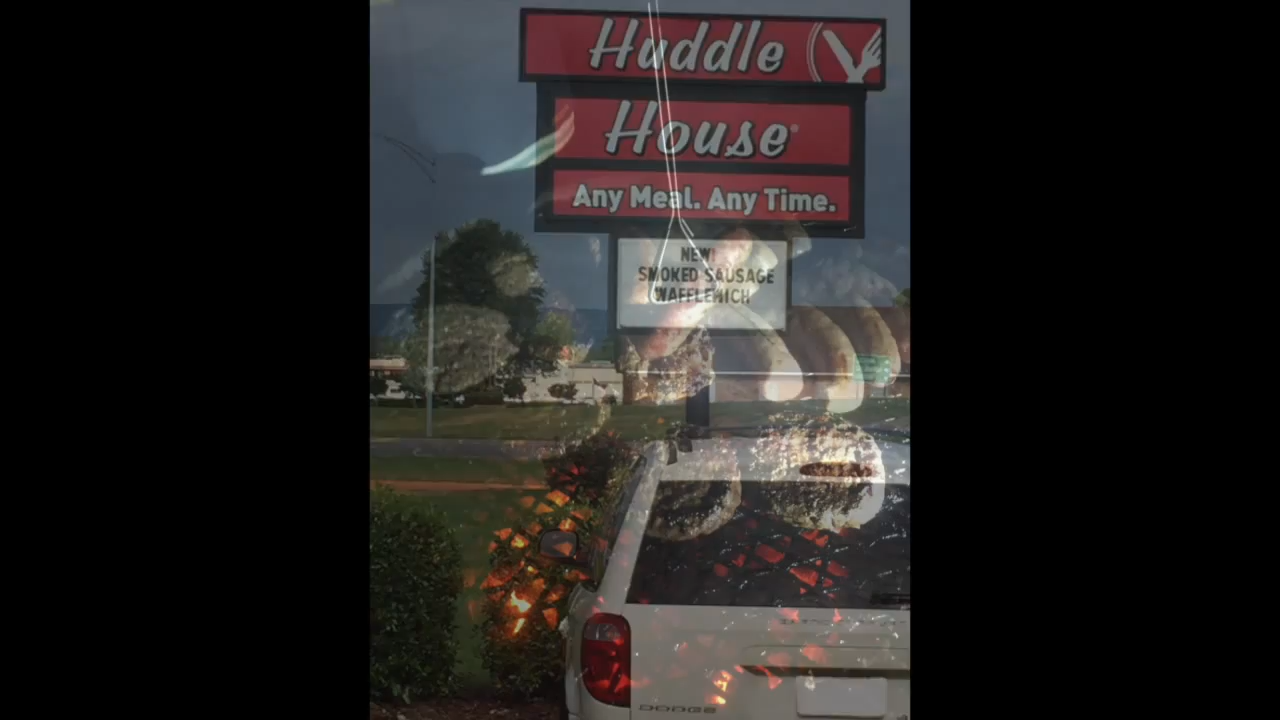 Huddle
House®
Any Meal. Any Time.
NEW!
SMOKED SAUSAGE
WAFFLEWICH
DODGE